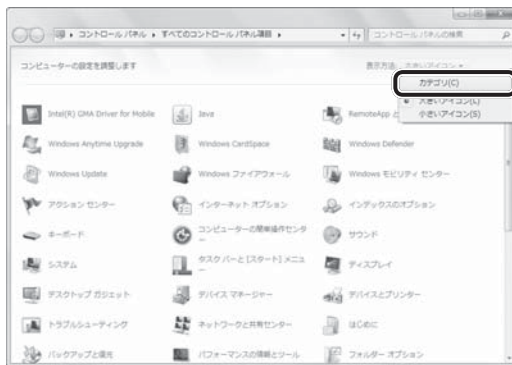 コントロール パネル ▸ すべてのコントロール パネル項目 ▸ コントロール パネルの検索
コンピューターの設定を調整します 表示方法: 大きいアイコン
カテゴリ(C)
大きいアイコン(L)
小さいアイコン(S)
Intel(R) GMA Driver for Mobile Java RemoteApp と
Windows Anytime Upgrade Windows CardSpace Windows Defender
Windows Update Windows ファイアウォール Windows モビリティ センター
アクション センター インターネット オプション インデックスのオプション
キーボード コンピューターの簡単操作センター サウンド
システム タスク バーと [スタート] メニュー ディスプレイ
デスクトップ ガジェット デバイス マネージャー デバイスとプリンター
トラブルシューティング ネットワークと共有センター はじめに
バックアップと復元 パフォーマンスの情報とツール フォルダー オプション